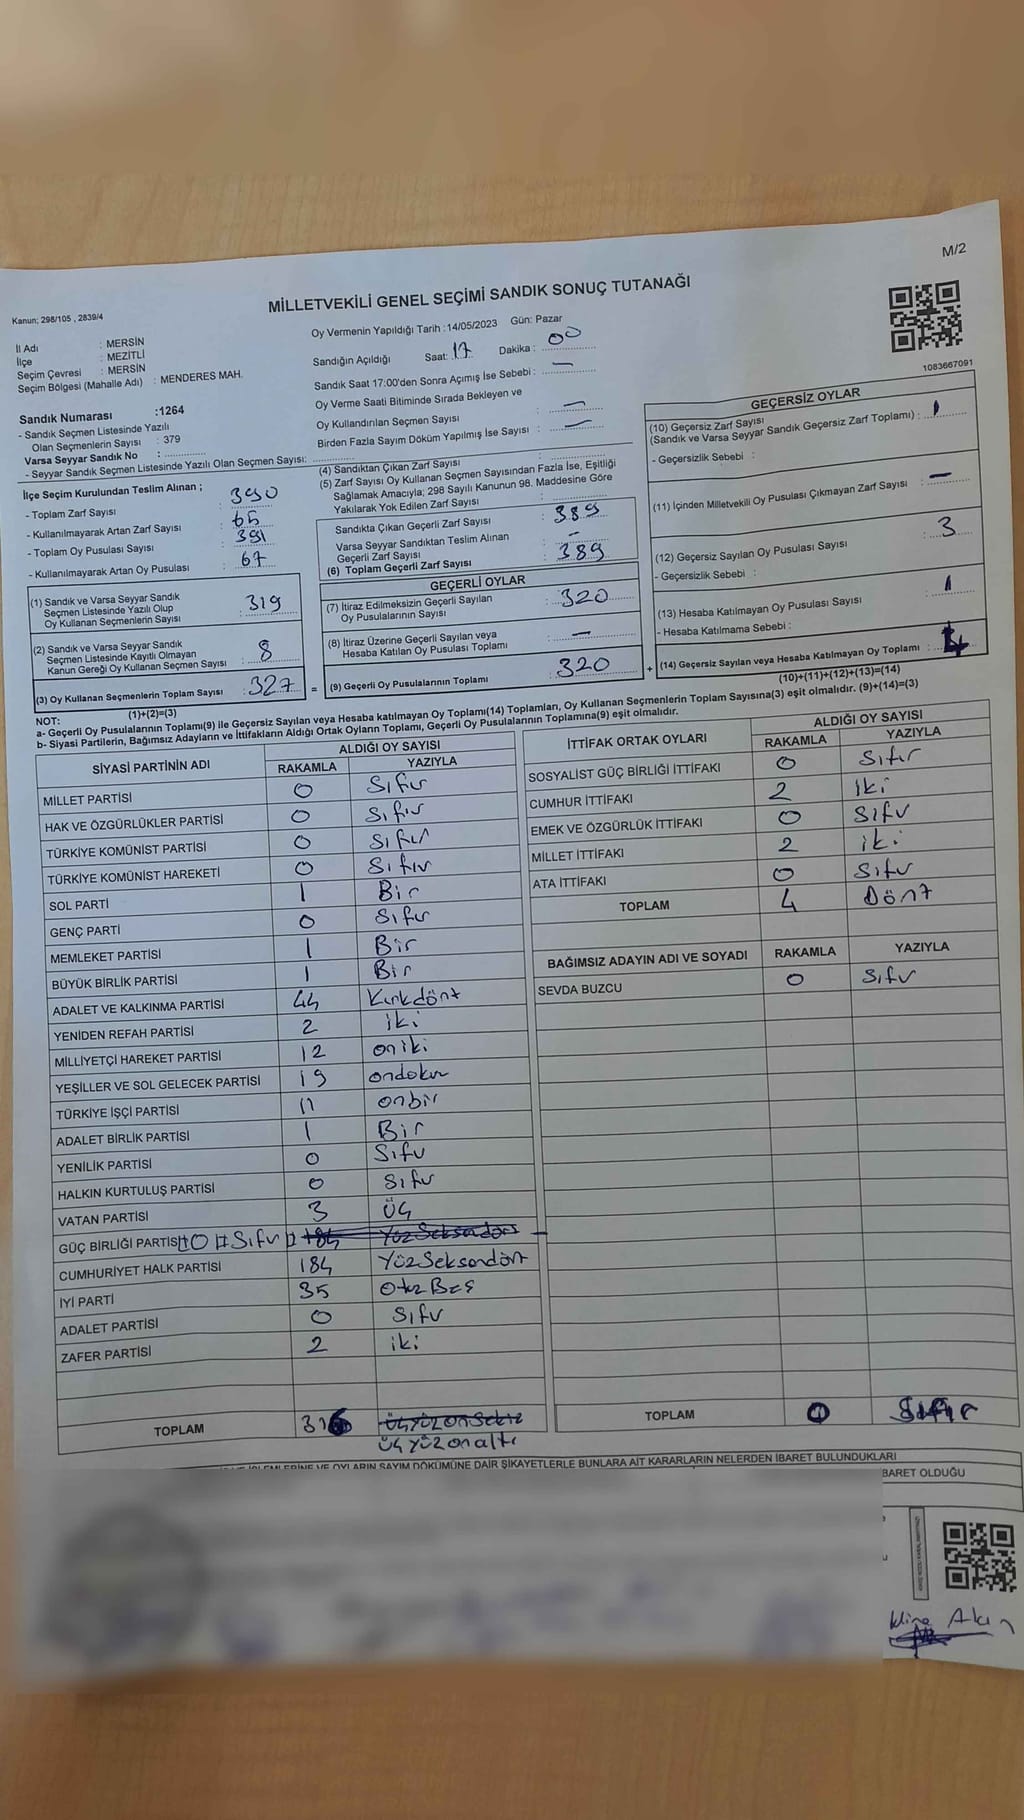 M/2
MİLLETVEKİLİ GENEL SEÇİMİ SANDIK SONUÇ TUTANAĞI
Kanun; 298/105 , 2839/4
İl Adı : MERSİN
İlçe : MEZİTLİ
Seçim Çevresi : MERSİN
Seçim Bölgesi (Mahalle Adı) : MENDERES MAH.
Sandık Numarası :1264
- Sandık Seçmen Listesinde Yazılı
Olan Seçmenlerin Sayısı : 379
Varsa Seyyar Sandık No :
- Seyyar Sandık Seçmen Listesinde Yazılı Olan Seçmen Sayısı:
Oy Vermenin Yapıldığı Tarih :14/05/2023 Gün: Pazar
Sandığın Açıldığı Saat: 17 Dakika : 00
Sandık Saat 17:00'den Sonra Açımış İse Sebebi : —
Oy Verme Saati Bitiminde Sırada Bekleyen ve
Oy Kullandırılan Seçmen Sayısı : —
Birden Fazla Sayım Döküm Yapılmış İse Sayısı : —
1083667091
İlçe Seçim Kurulundan Teslim Alınan ;
- Toplam Zarf Sayısı : 390
- Kullanılmayarak Artan Zarf Sayısı : 65
- Toplam Oy Pusulası Sayısı : 391
- Kullanılmayarak Artan Oy Pusulası : 67
(1) Sandık ve Varsa Seyyar Sandık
Seçmen Listesinde Yazılı Olup
Oy Kullanan Seçmenlerin Sayısı : 319
(2) Sandık ve Varsa Seyyar Sandık
Seçmen Listesinde Kayıtlı Olmayan
Kanun Gereği Oy Kullanan Seçmen Sayısı : 8
(3) Oy Kullanan Seçmenlerin Toplam Sayısı : 327
(1)+(2)=(3)
(4) Sandıktan Çıkan Zarf Sayısı :
(5) Zarf Sayısı Oy Kullanan Seçmen Sayısından Fazla İse, Eşitliği
Sağlamak Amacıyla; 298 Sayılı Kanunun 98. Maddesine Göre
Yakılarak Yok Edilen Zarf Sayısı :
Sandıkta Çıkan Geçerli Zarf Sayısı : 389
Varsa Seyyar Sandıktan Teslim Alınan
Geçerli Zarf Sayısı : -
(6) Toplam Geçerli Zarf Sayısı : 389
GEÇERLİ OYLAR
(7) İtiraz Edilmeksizin Geçerli Sayılan
Oy Pusulalarının Sayısı : 320
(8) İtiraz Üzerine Geçerli Sayılan veya
Hesaba Katılan Oy Pusulası Toplamı : —
= (9) Geçerli Oy Pusulalarının Toplamı : 320
GEÇERSİZ OYLAR
(10) Geçersiz Zarf Sayısı
(Sandık ve Varsa Seyyar Sandık Geçersiz Zarf Toplamı) : 1
- Geçersizlik Sebebi :
(11) İçinden Milletvekili Oy Pusulası Çıkmayan Zarf Sayısı : —
(12) Geçersiz Sayılan Oy Pusulası Sayısı : 3
- Geçersizlik Sebebi :
(13) Hesaba Katılmayan Oy Pusulası Sayısı : 1
- Hesaba Katılmama Sebebi :
+ (14) Geçersiz Sayılan veya Hesaba Katılmayan Oy Toplamı :
(10)+(11)+(12)+(13)=(14)
NOT:
a- Geçerli Oy Pusulalarının Toplamı(9) ile Geçersiz Sayılan veya Hesaba katılmayan Oy Toplamı(14) Toplamları, Oy Kullanan Seçmenlerin Toplam Sayısına(3) eşit olmalıdır. (9)+(14)=(3)
b- Siyasi Partilerin, Bağımsız Adayların ve İttifakların Aldığı Ortak Oyların Toplamı, Geçerli Oy Pusulalarının Toplamına(9) eşit olmalıdır.
SİYASİ PARTİNİN ADI ALDIĞI OY SAYISI
RAKAMLA YAZIYLA
MİLLET PARTİSİ 0 Sıfır
HAK VE ÖZGÜRLÜKLER PARTİSİ 0 Sıfır
TÜRKİYE KOMÜNİST PARTİSİ 0 Sıfır
TÜRKİYE KOMÜNİST HAREKETİ 0 Sıfır
SOL PARTİ 1 Bir
GENÇ PARTİ 0 Sıfır
MEMLEKET PARTİSİ 1 Bir
BÜYÜK BİRLİK PARTİSİ 1 Bir
ADALET VE KALKINMA PARTİSİ 44 Kırkdört
YENİDEN REFAH PARTİSİ 2 iki
MİLLİYETÇİ HAREKET PARTİSİ 12 oniki
YEŞİLLER VE SOL GELECEK PARTİSİ 19 ondokuz
TÜRKİYE İŞÇİ PARTİSİ 11 onbir
ADALET BİRLİK PARTİSİ 1 Bir
YENİLİK PARTİSİ 0 Sıfır
HALKIN KURTULUŞ PARTİSİ 0 Sıfır
VATAN PARTİSİ 3 Üç
GÜÇ BİRLİĞİ PARTİSİ #0 #Sıfır# 184 YüzSeksendört
CUMHURİYET HALK PARTİSİ 184 YüzSeksendört
İYİ PARTİ 35 OtuzBeş
ADALET PARTİSİ 0 Sıfır
ZAFER PARTİSİ 2 iki
TOPLAM 316 üçyüzonsekiz
üçyüzonaltı
İTTİFAK ORTAK OYLARI ALDIĞI OY SAYISI
RAKAMLA YAZIYLA
SOSYALİST GÜÇ BİRLİĞİ İTTİFAKI 0 Sıfır
CUMHUR İTTİFAKI 2 iki
EMEK VE ÖZGÜRLÜK İTTİFAKI 0 Sıfır
MİLLET İTTİFAKI 2 iki
ATA İTTİFAKI 0 Sıfır
TOPLAM 4 Dört
BAĞIMSIZ ADAYIN ADI VE SOYADI RAKAMLA YAZIYLA
SEVDA BUZCU 0 Sıfır
TOPLAM 0 Sıfır
OYLARIN SAYIM DÖKÜMÜNE DAİR ŞİKAYETLERLE BUNLARA AİT KARARLARIN NELERDEN İBARET BULUNDUKLARI
BARET OLDUĞU
Akın